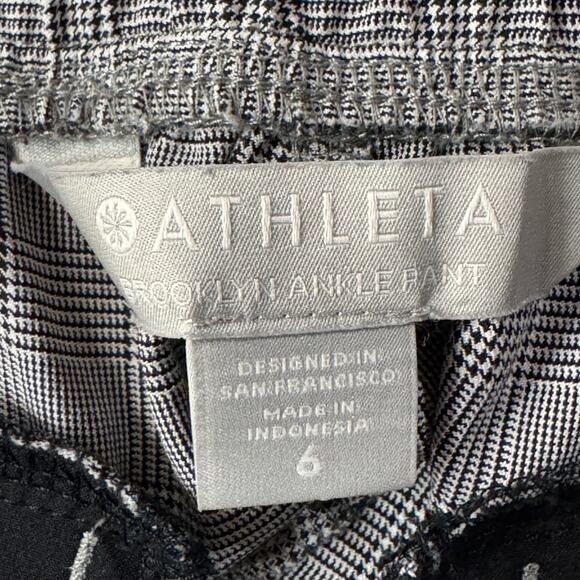 ATHLETA
BROOKLYN ANKLE PANT
DESIGNED IN
SAN FRANCISCO
MADE IN
INDONESIA
6